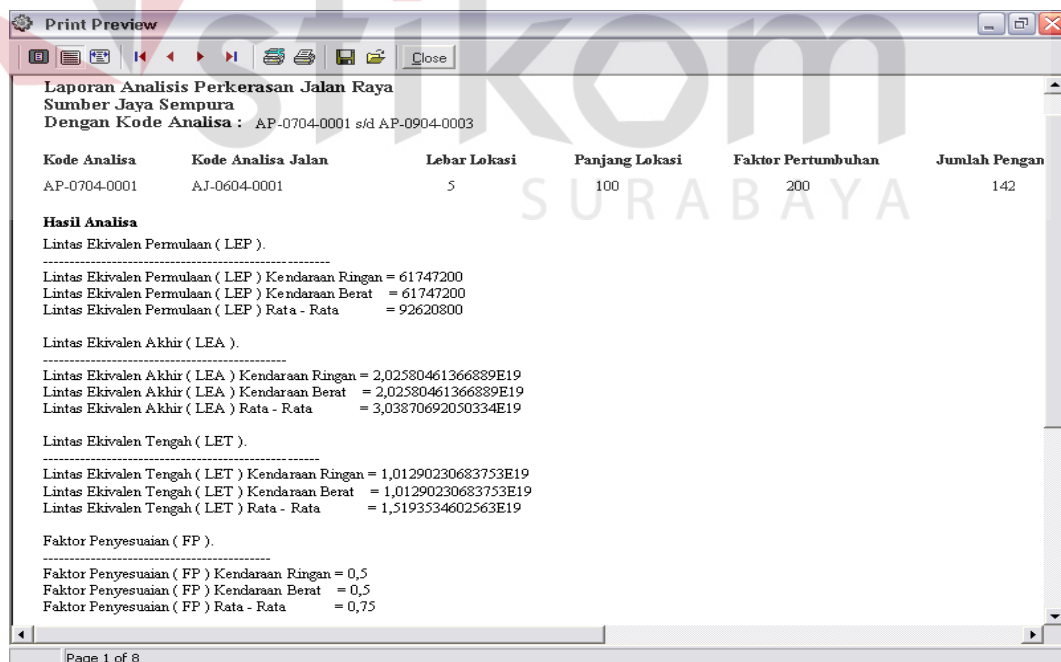 Print Preview
Close
stikom
SURABAYA
Laporan Analisis Perkerasan Jalan Raya
Sumber Jaya Sempura
Dengan Kode Analisa : AP-0704-0001 s/d AP-0904-0003
Kode Analisa Kode Analisa Jalan Lebar Lokasi Panjang Lokasi Faktor Pertumbuhan Jumlah Pengan
AP-0704-0001 AJ-0604-0001 5 100 200 142
Hasil Analisa
Lintas Ekivalen Permulaan ( LEP ).
------------------------------------------------------
Lintas Ekivalen Permulaan ( LEP ) Kendaraan Ringan = 61747200
Lintas Ekivalen Permulaan ( LEP ) Kendaraan Berat = 61747200
Lintas Ekivalen Permulaan ( LEP ) Rata - Rata = 92620800
Lintas Ekivalen Akhir ( LEA ).
----------------------------------------------
Lintas Ekivalen Akhir ( LEA ) Kendaraan Ringan = 2,02580461366889E19
Lintas Ekivalen Akhir ( LEA ) Kendaraan Berat = 2,02580461366889E19
Lintas Ekivalen Akhir ( LEA ) Rata - Rata = 3,03870692050334E19
Lintas Ekivalen Tengah ( LET ).
----------------------------------------------------
Lintas Ekivalen Tengah ( LET ) Kendaraan Ringan = 1,01290230683753E19
Lintas Ekivalen Tengah ( LET ) Kendaraan Berat = 1,01290230683753E19
Lintas Ekivalen Tengah ( LET ) Rata - Rata = 1,5193534602563E19
Faktor Penyesuaian ( FP ).
-------------------------------------------
Faktor Penyesuaian ( FP ) Kendaraan Ringan = 0,5
Faktor Penyesuaian ( FP ) Kendaraan Berat = 0,5
Faktor Penyesuaian ( FP ) Rata - Rata = 0,75
Page 1 of 8